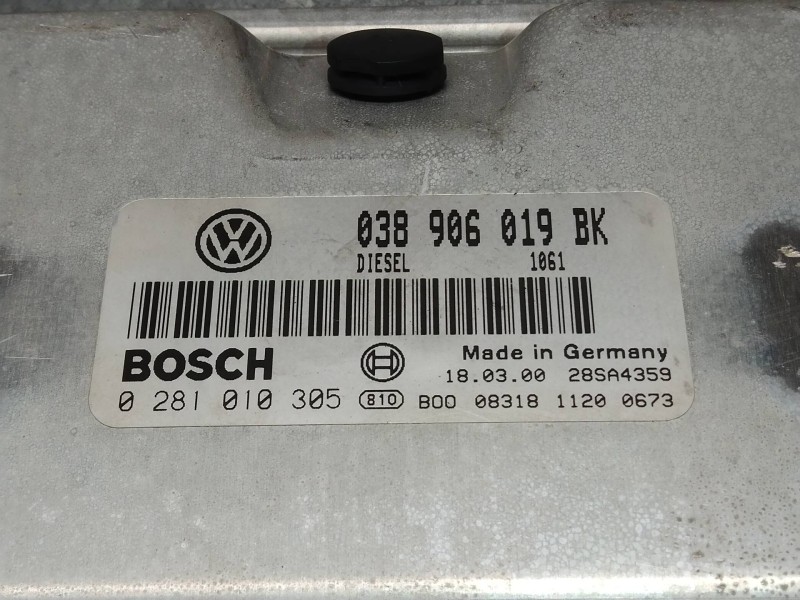 038 906 019 BK
DIESEL 1061
BOSCH Made in Germany
18.03.00 28SA4359
0 281 010 305 810 B00 08318 1120 0673